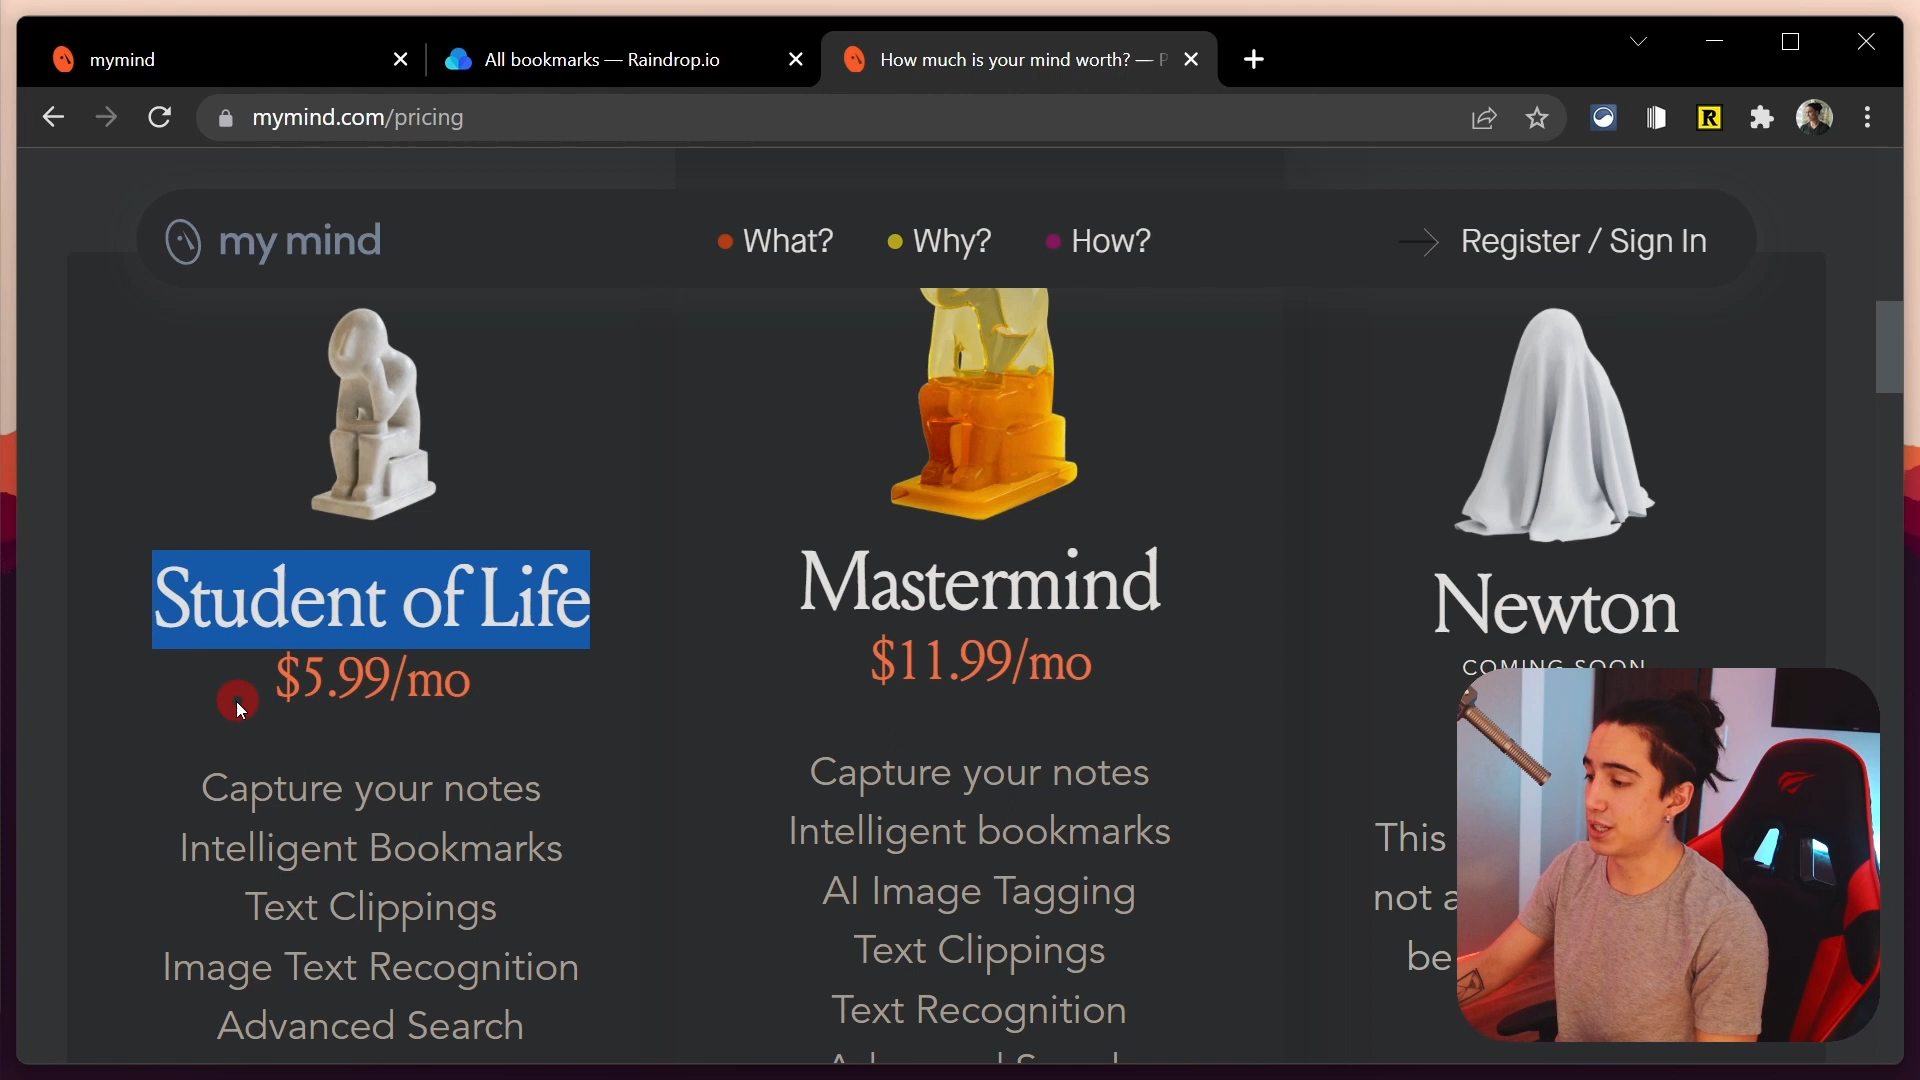 mymind
All bookmarks — Raindrop.io
How much is your mind worth? — P
mymind.com/pricing
R
my mind
What?
Why?
How?
Register / Sign In
Student of Life
$5.99/mo
Capture your notes
Intelligent Bookmarks
Text Clippings
Image Text Recognition
Advanced Search
Mastermind
$11.99/mo
Capture your notes
Intelligent bookmarks
AI Image Tagging
Text Clippings
Text Recognition
Newton
COMING SOON
This
not a
be